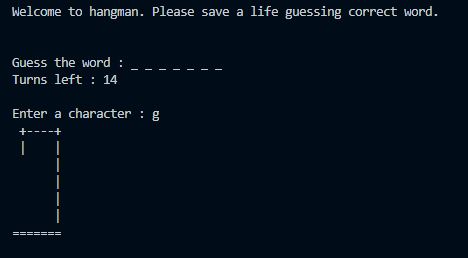 Welcome to hangman. Please save a life guessing correct word.
Guess the word : _ _ _ _ _ _ _
Turns left : 14
Enter a character : g
 +----+
 |    |
      |
      |
      |
      |
=======